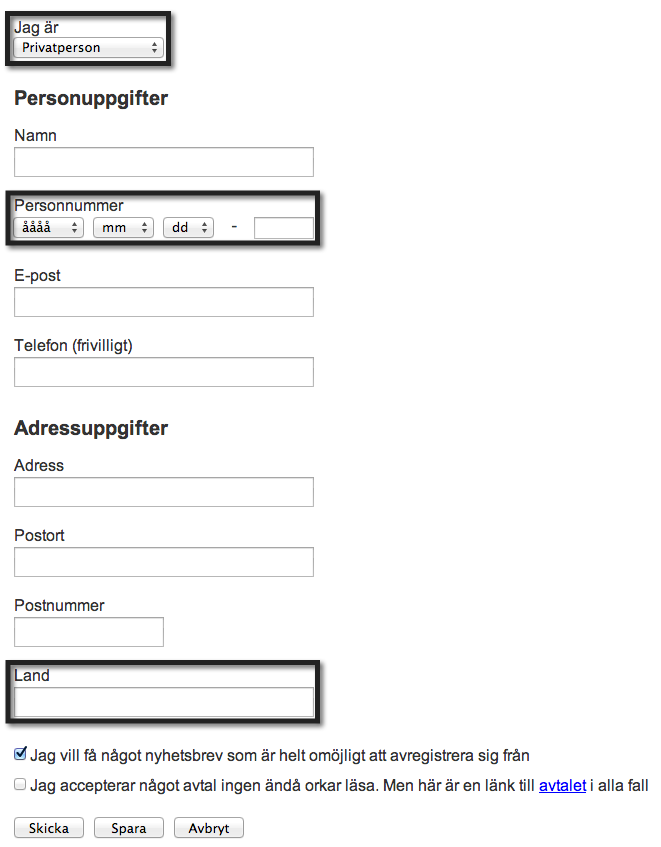 Jag är
Privatperson
Personuppgifter
Namn
Personnummer
åååå mm dd -
E-post
Telefon (frivilligt)
Adressuppgifter
Adress
Postort
Postnummer
Land
Jag vill få något nyhetsbrev som är helt omöjligt att avregistrera sig från
Jag accepterar något avtal ingen ändå orkar läsa. Men här är en länk till avtalet i alla fall
Skicka Spara Avbryt